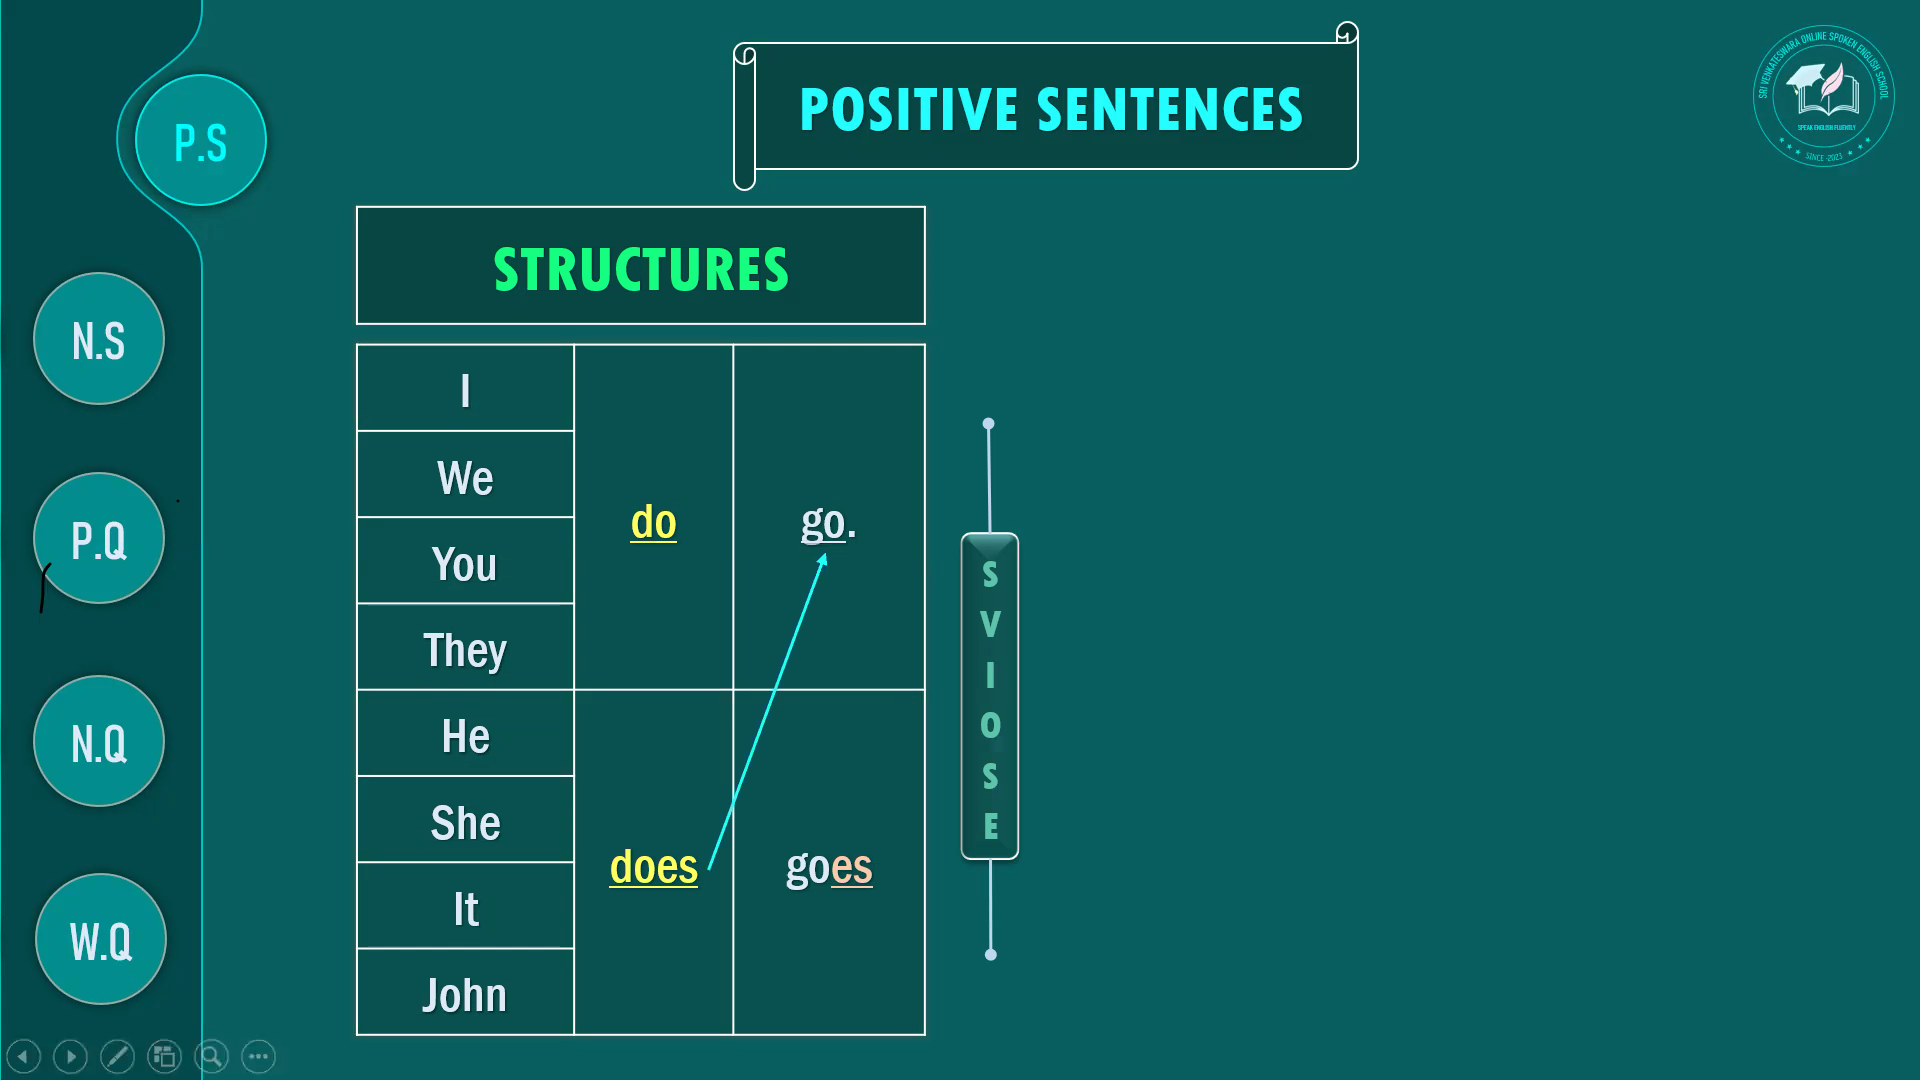 POSITIVE SENTENCES
SRI VENKATESWARA ONLINE SPOKEN ENGLISH SCHOOL
SPEAK ENGLISH FLUENTLY
SINCE -2023
P.S
N.S
P.Q
N.Q
W.Q
STRUCTURES
I
We
You
They
He
She
It
John
do
go.
does
goes
S
V
I
O
S
E